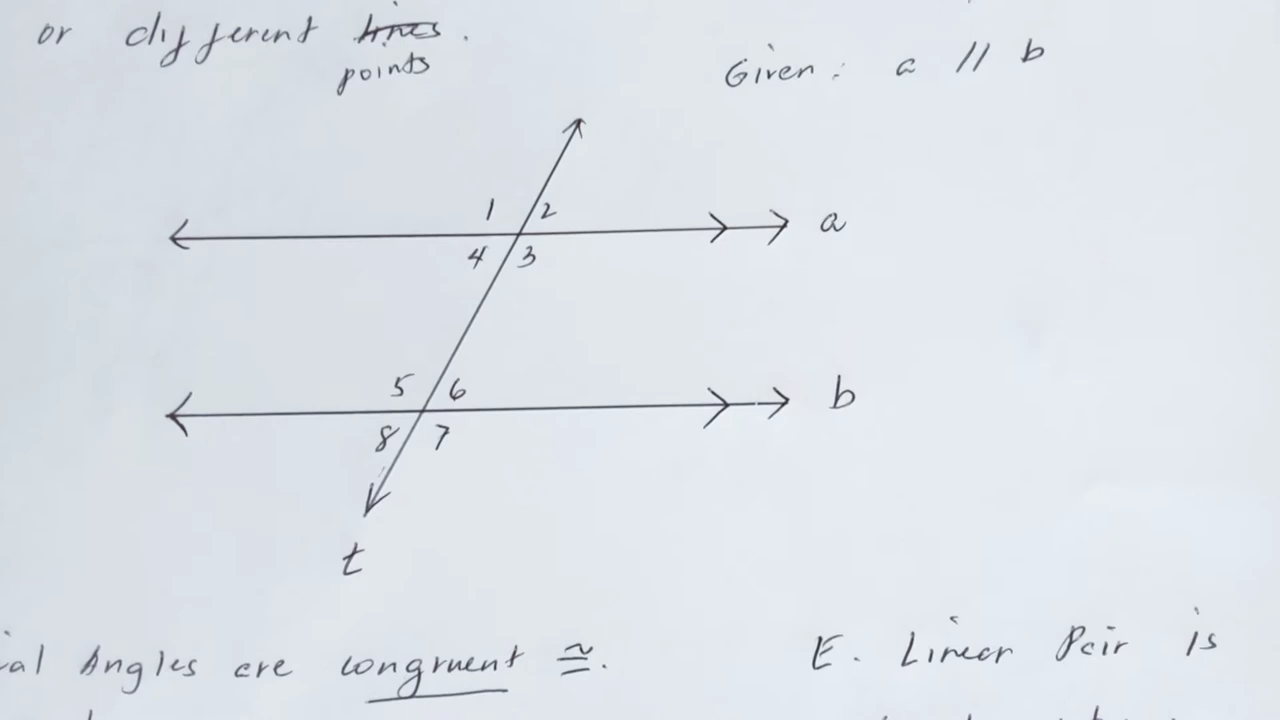 or different lines.
points
Given: a // b
1 2
a
4 3
5 6
b
8 7
t
Angles are congruent ≅.
E. Linear Pair is